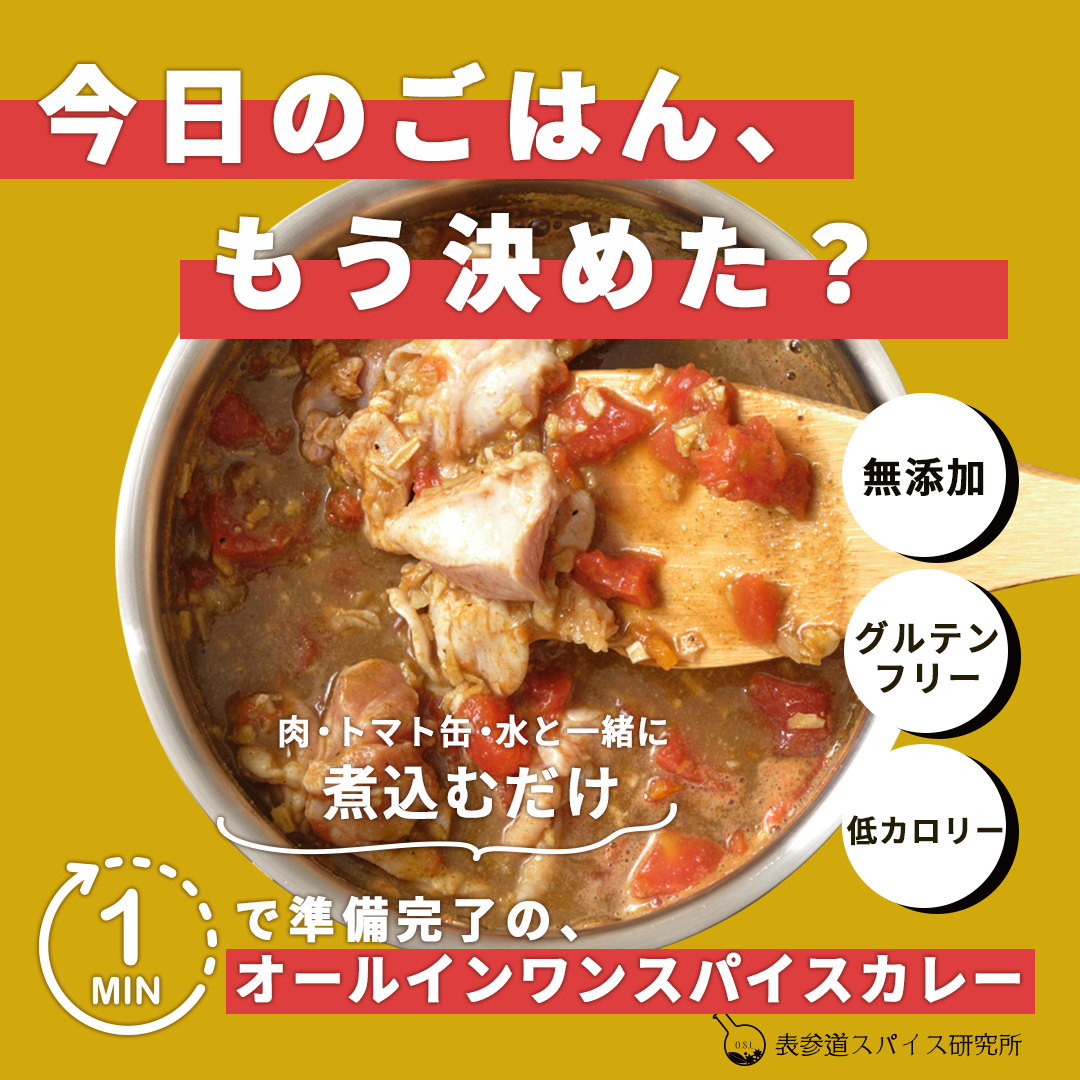 今日のごはん、
もう決めた？
無添加
グルテン
フリー
低カロリー
肉・トマト缶・水と一緒に
煮込むだけ
1
MIN
で準備完了の、
オールインワンスパイスカレー
O.S.L
表参道スパイス研究所